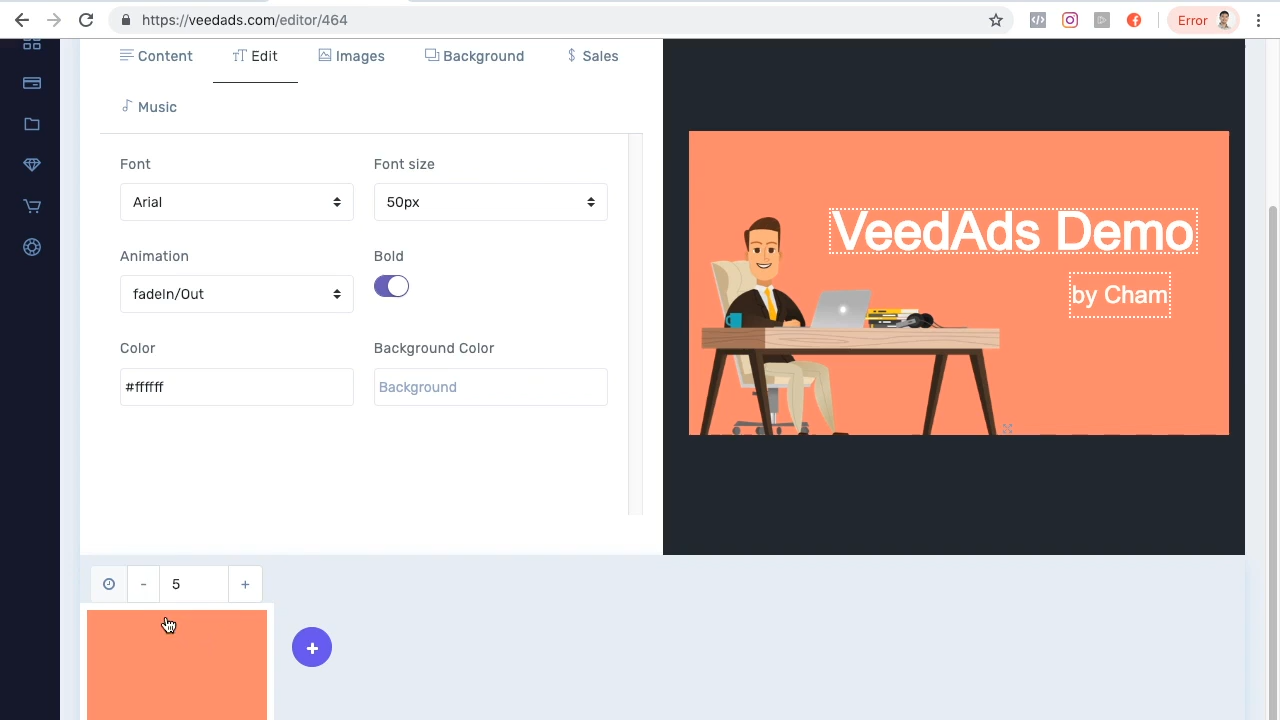 https://veedads.com/editor/464
Error
Content
Edit
Images
Background
$ Sales
Music
Font
Font size
Arial
50px
Animation
Bold
fadeIn/Out
Color
Background Color
#ffffff
Background
VeedAds Demo
by Cham
- 5 +
+